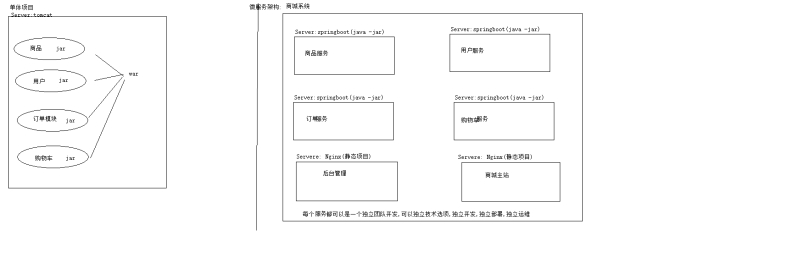 单体项目
Server:tomcat
商品 jar
用户 jar
war
订单模块 jar
购物车 jar
微服务架构: 商城系统
Server:springboot(java -jar)
商品服务
Server:springboot(java -jar)
用户服务
Server:springboot(java -jar)
订单服务
Server:springboot(java -jar)
购物车服务
Servere: Nginx(静态项目)
后台管理
Servere: Nginx(静态项目)
商城主站
每个服务都可以是一个独立团队开发,可以独立技术选项,独立开发,独立部署,独立运维